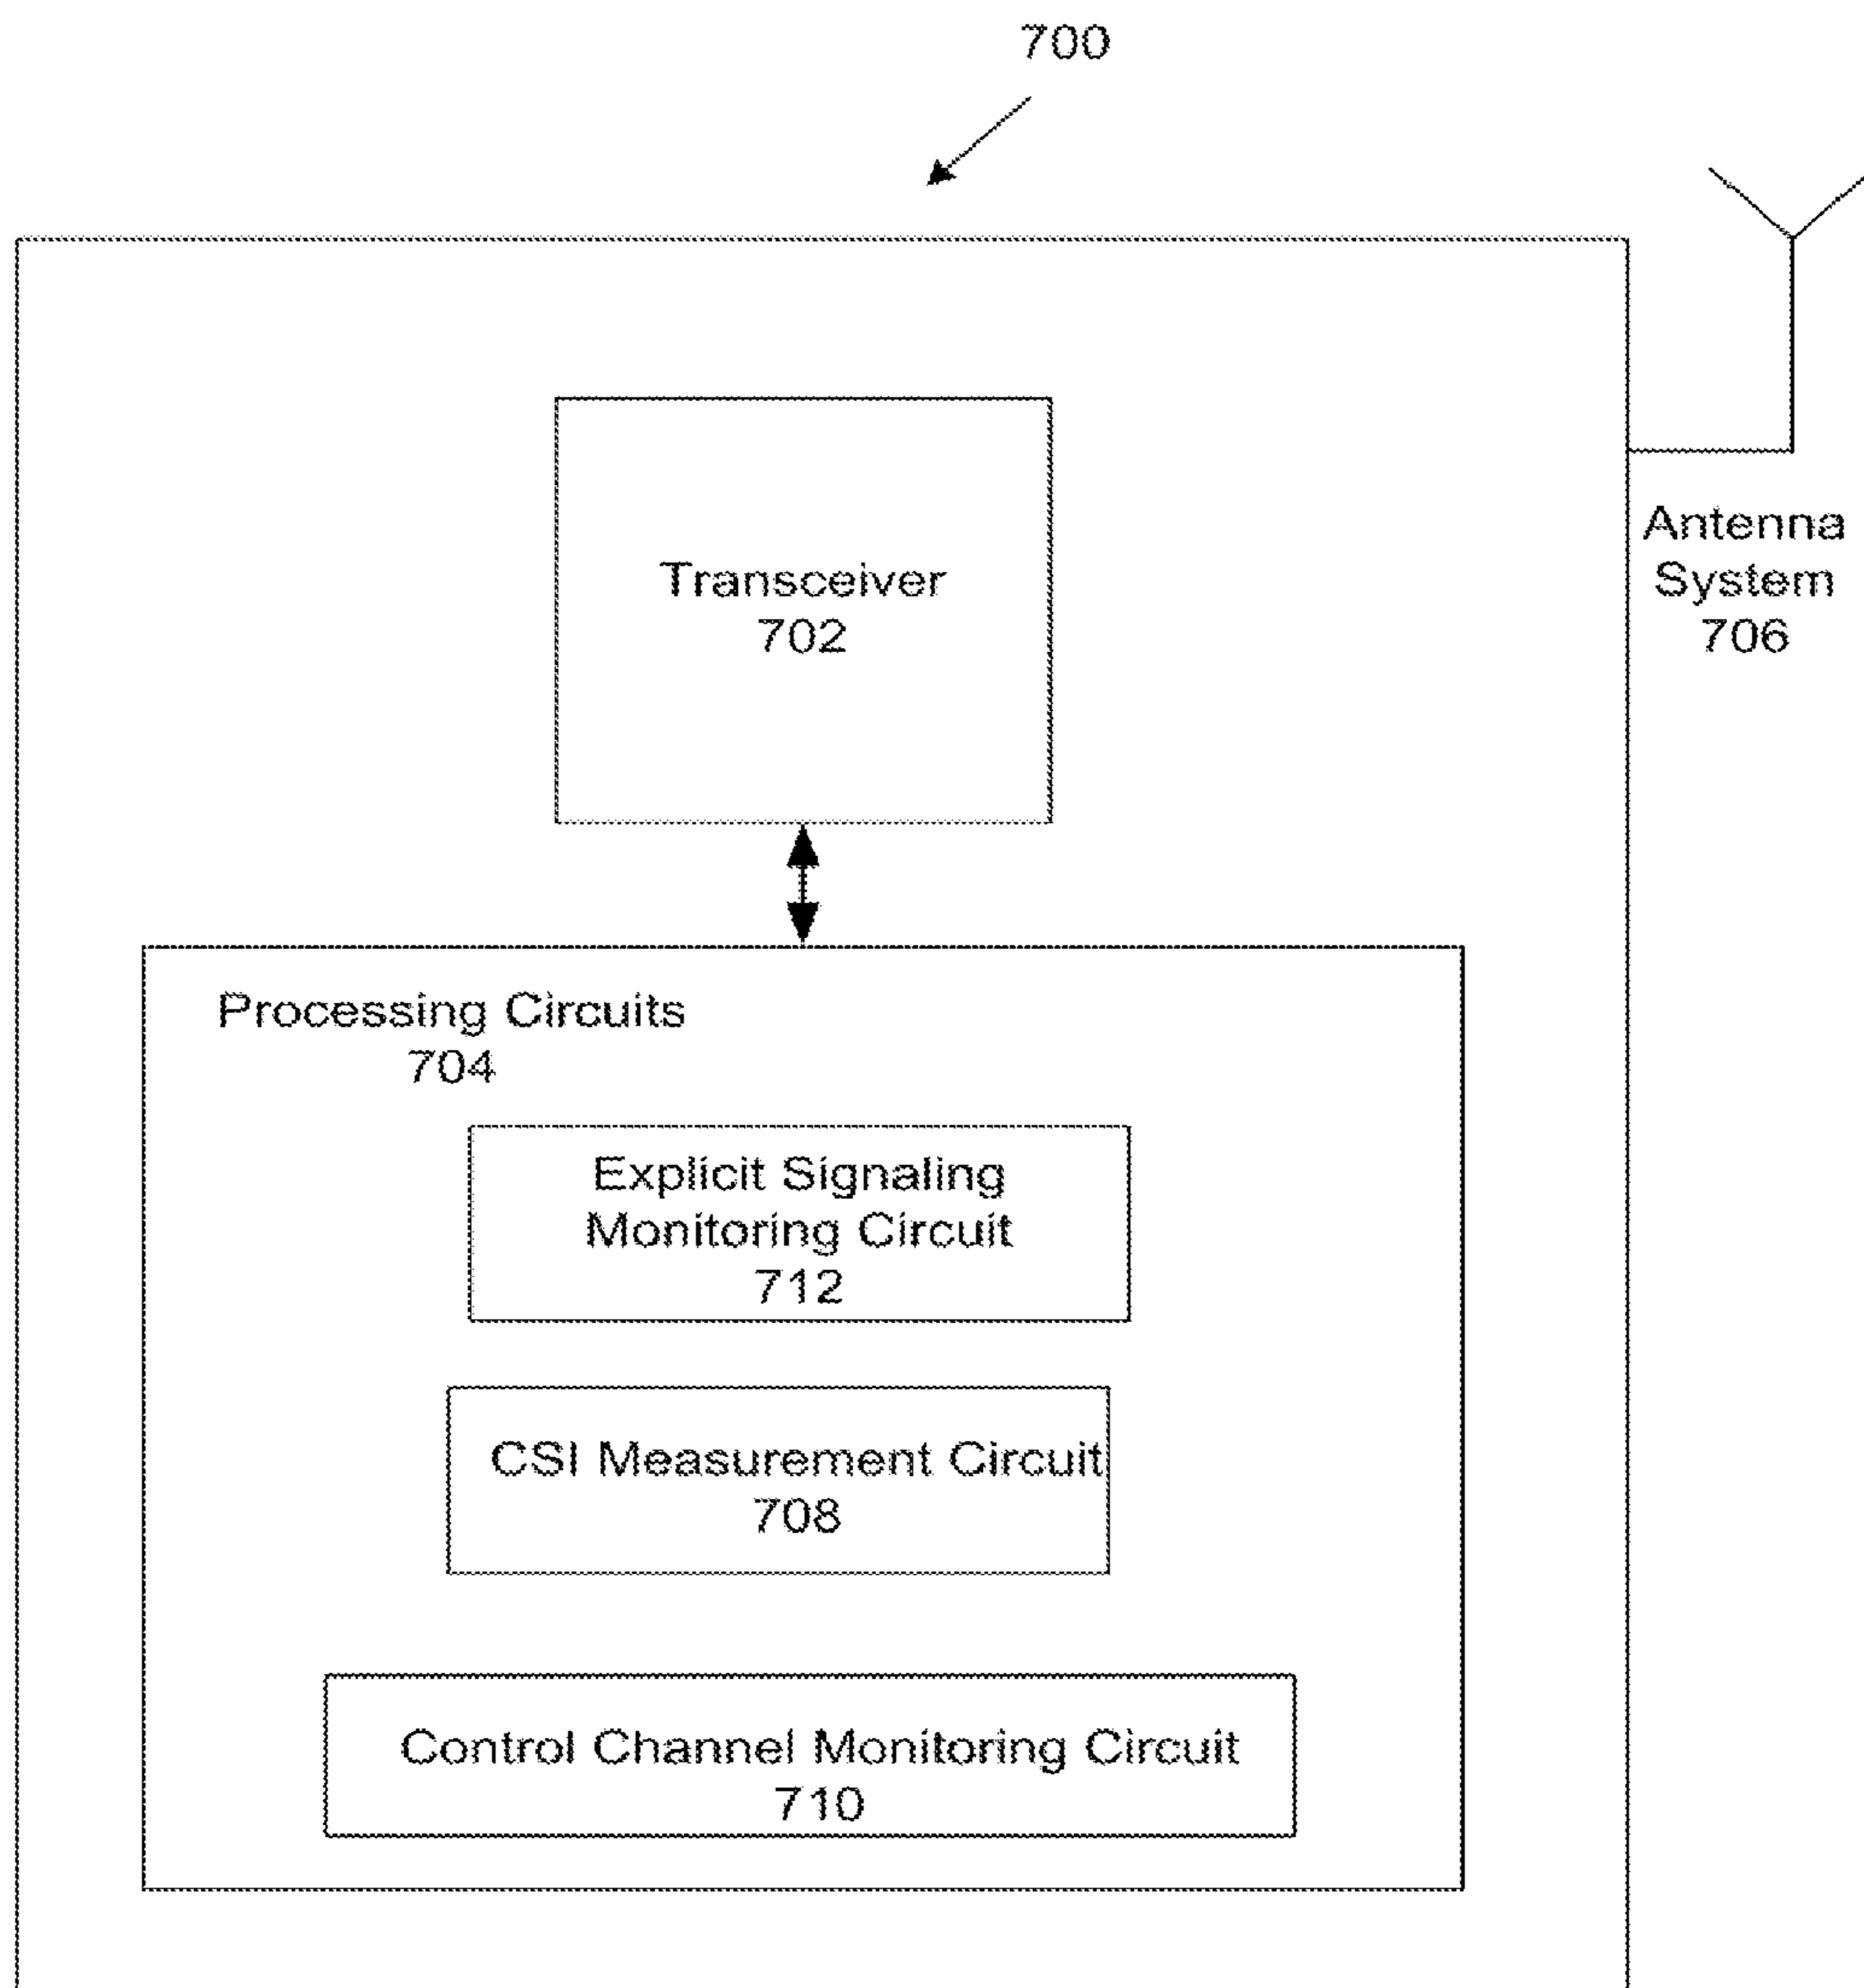 700
Transceiver
702
Antenna
System
706
Processing Circuits
704
Explicit Signaling
Monitoring Circuit
712
CSI Measurement Circuit
708
Control Channel Monitoring Circuit
710